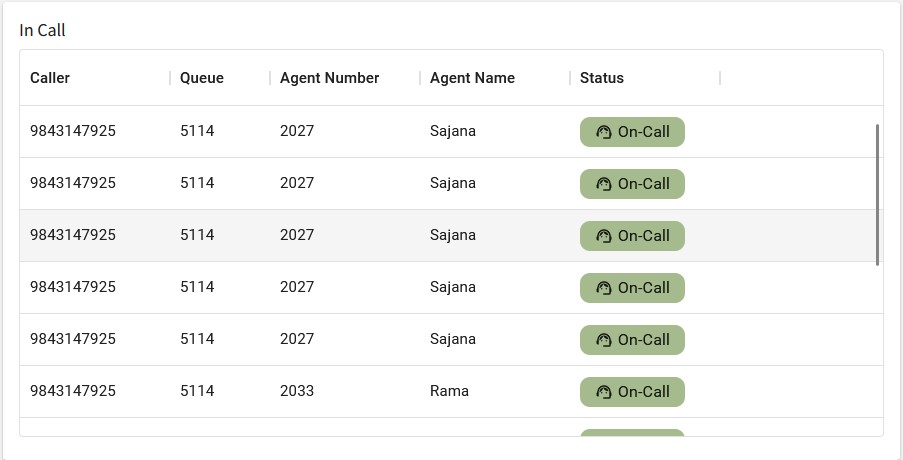 In Call
Caller Queue Agent Number Agent Name Status
9843147925 5114 2027 Sajana On-Call
9843147925 5114 2027 Sajana On-Call
9843147925 5114 2027 Sajana On-Call
9843147925 5114 2027 Sajana On-Call
9843147925 5114 2027 Sajana On-Call
9843147925 5114 2033 Rama On-Call